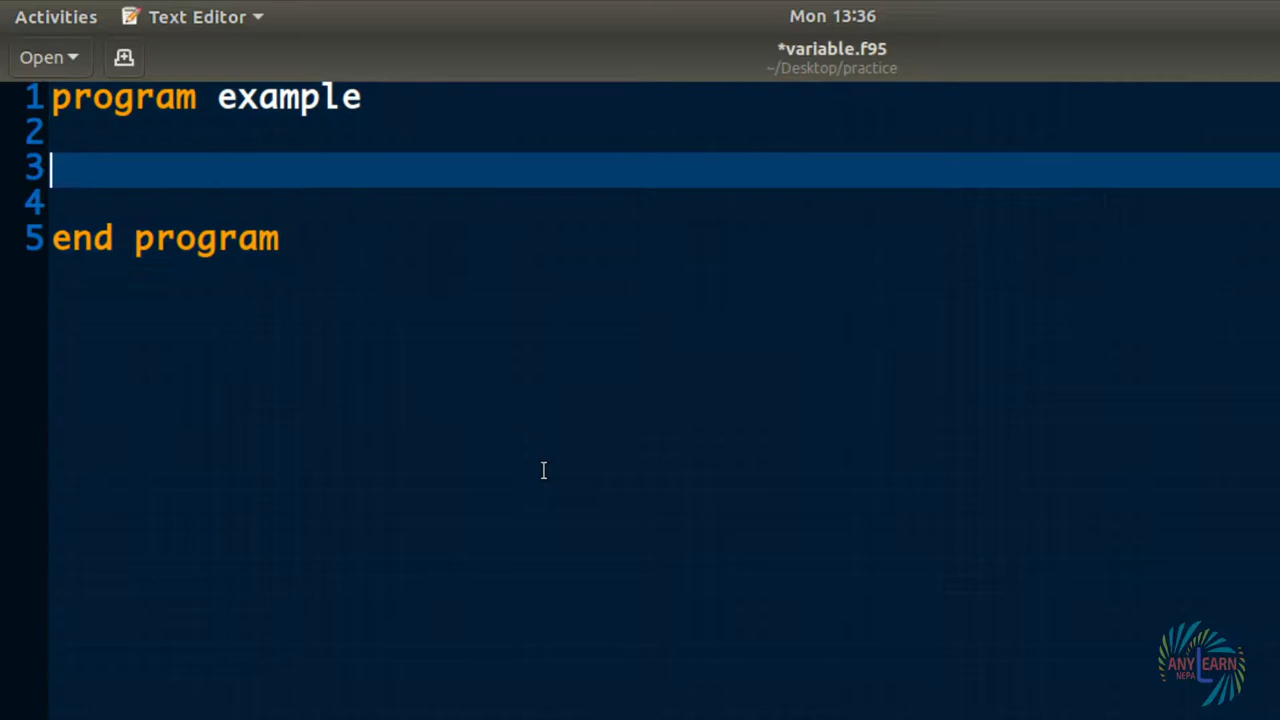 Activities Text Editor Mon 13:36
Open *variable.f95
~/Desktop/practice
1 program example
2
3
4
5 end program
ANY LEARN
NEPAL